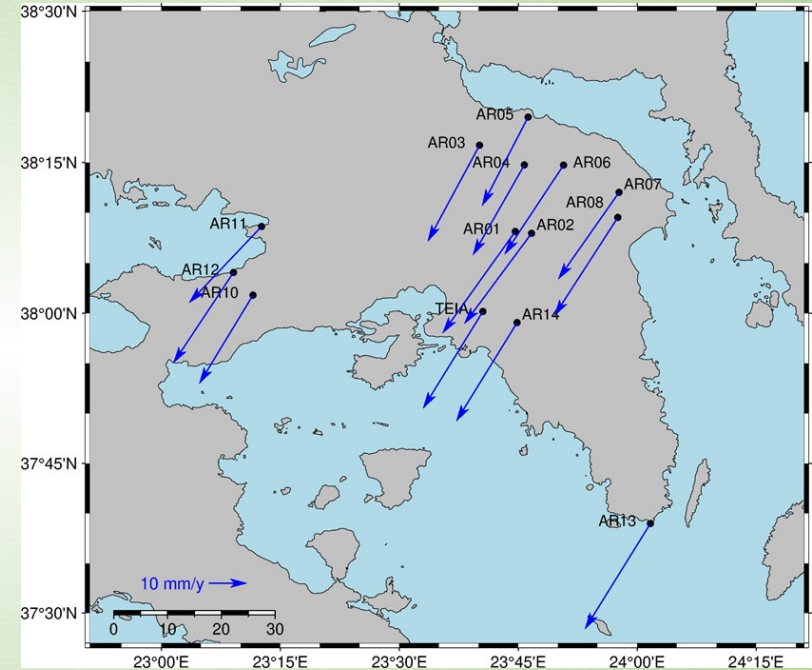 38°30'N
AR05
AR03
38°15'N
AR04
AR06
AR07
AR08
AR11
AR01
AR02
AR12
AR10
38°00'N
TEIA
AR14
37°45'N
AR13
10 mm/y
37°30'N
0 10 20 30
23°00'E 23°15'E 23°30'E 23°45'E 24°00'E 24°15'E